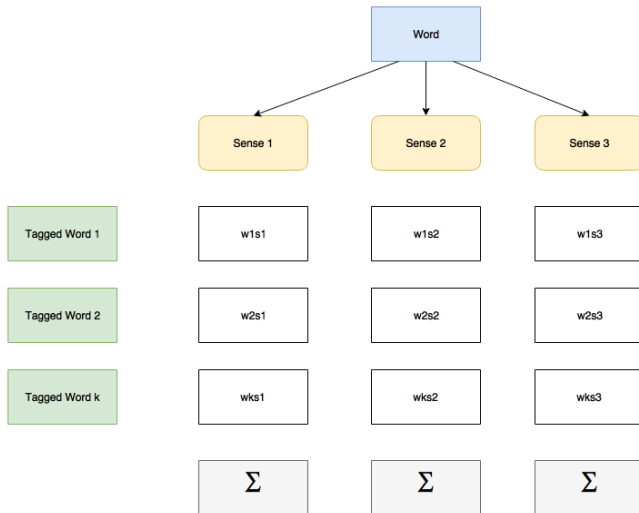 Word
Sense 1
Sense 2
Sense 3
Tagged Word 1
w1s1
w1s2
w1s3
Tagged Word 2
w2s1
w2s2
w2s3
Tagged Word k
wks1
wks2
wks3
Σ
Σ
Σ